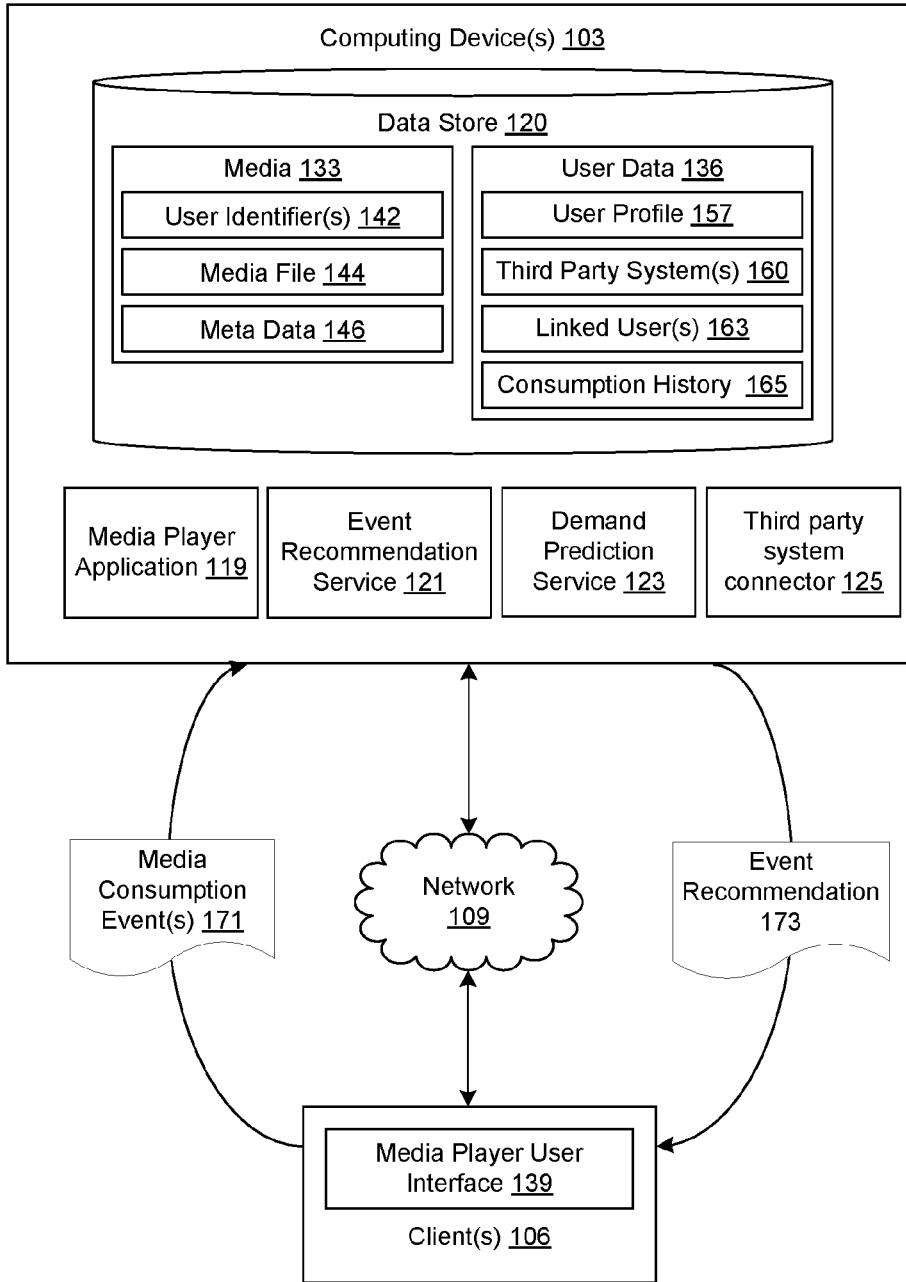 Computing Device(s) 103
Data Store 120
Media 133
User Identifier(s) 142
Media File 144
Meta Data 146
User Data 136
User Profile 157
Third Party System(s) 160
Linked User(s) 163
Consumption History 165
Media Player
Application 119
Event
Recommendation
Service 121
Demand
Prediction
Service 123
Third party
system
connector 125
Media
Consumption
Event(s) 171
Network
109
Event
Recommendation
173
Media Player User
Interface 139
Client(s) 106